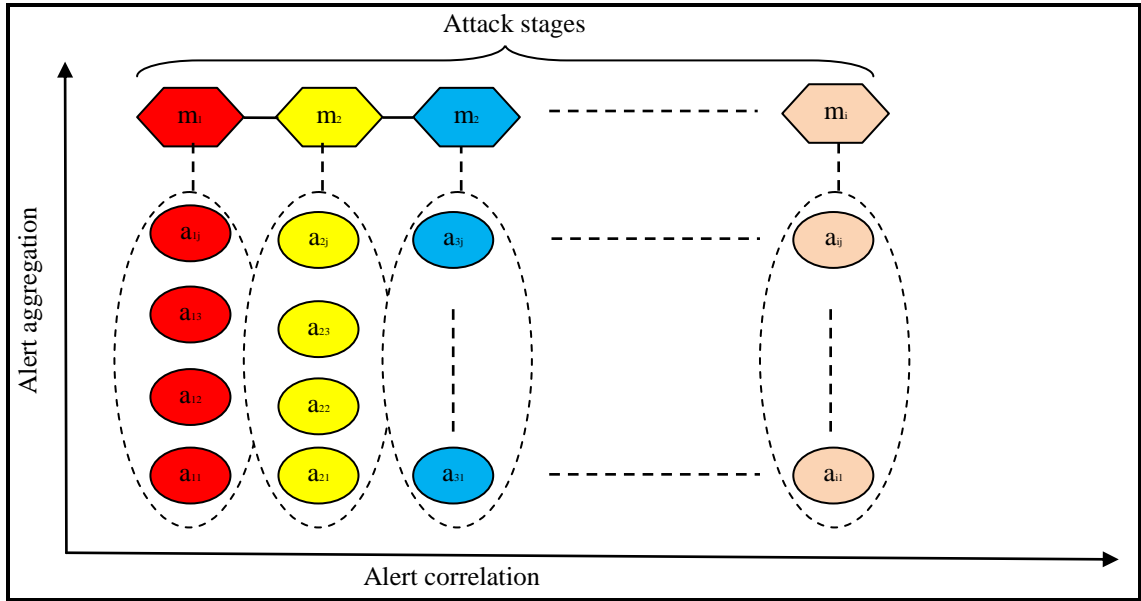 Attack stages
m₁ m₂ m₂ mᵢ
a₁ⱼ a₂ⱼ a₃ⱼ aᵢⱼ
a₁₃ a₂₃
a₁₂ a₂₂
a₁₁ a₂₁ a₃₁ aᵢ₁
Alert aggregation
Alert correlation